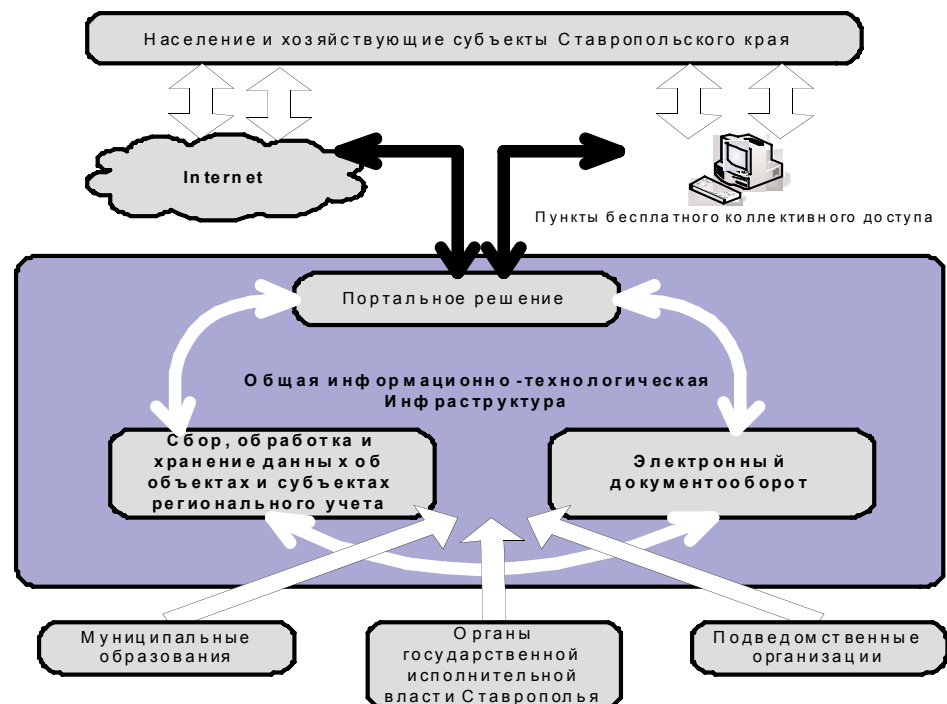 Население и хозяйствующие субъекты Ставропольского края
Internet
Пункты бесплатного коллективного доступа
Портальное решение
Общая информационно-технологическая
Инфраструктура
Сбор, обработка и
хранение данных об
объектах и субъектах
регионального учета
Электронный
документооборот
Муниципальные
образования
Органы
государственной
исполнительной
власти Ставрополья
Подведомственные
организации